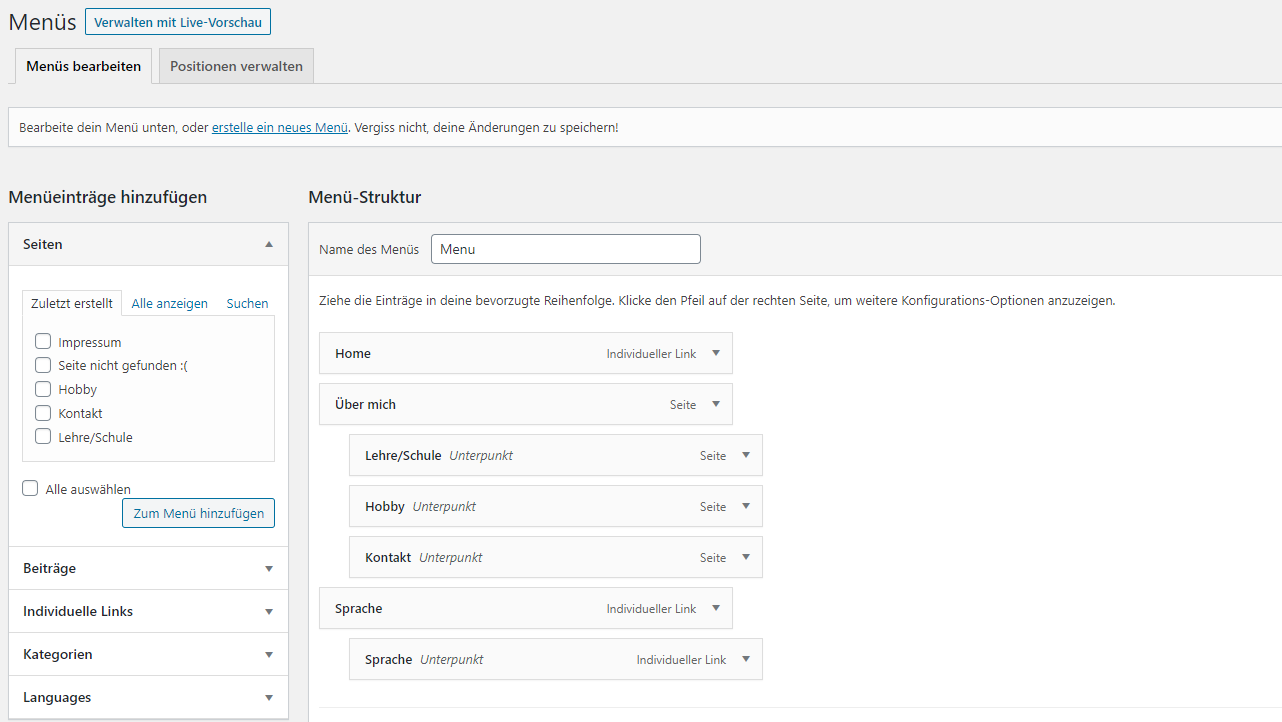 Menüs Verwalten mit Live-Vorschau
Menüs bearbeiten Positionen verwalten
Bearbeite dein Menü unten, oder erstelle ein neues Menü. Vergiss nicht, deine Änderungen zu speichern!
Menüeinträge hinzufügen
Seiten
Zuletzt erstellt Alle anzeigen Suchen
Impressum
Seite nicht gefunden :(
Hobby
Kontakt
Lehre/Schule
Alle auswählen
Zum Menü hinzufügen
Beiträge
Individuelle Links
Kategorien
Languages
Menü-Struktur
Name des Menüs Menu
Ziehe die Einträge in deine bevorzugte Reihenfolge. Klicke den Pfeil auf der rechten Seite, um weitere Konfigurations-Optionen anzuzeigen.
Home Individueller Link
Über mich Seite
Lehre/Schule Unterpunkt Seite
Hobby Unterpunkt Seite
Kontakt Unterpunkt Seite
Sprache Individueller Link
Sprache Unterpunkt Individueller Link